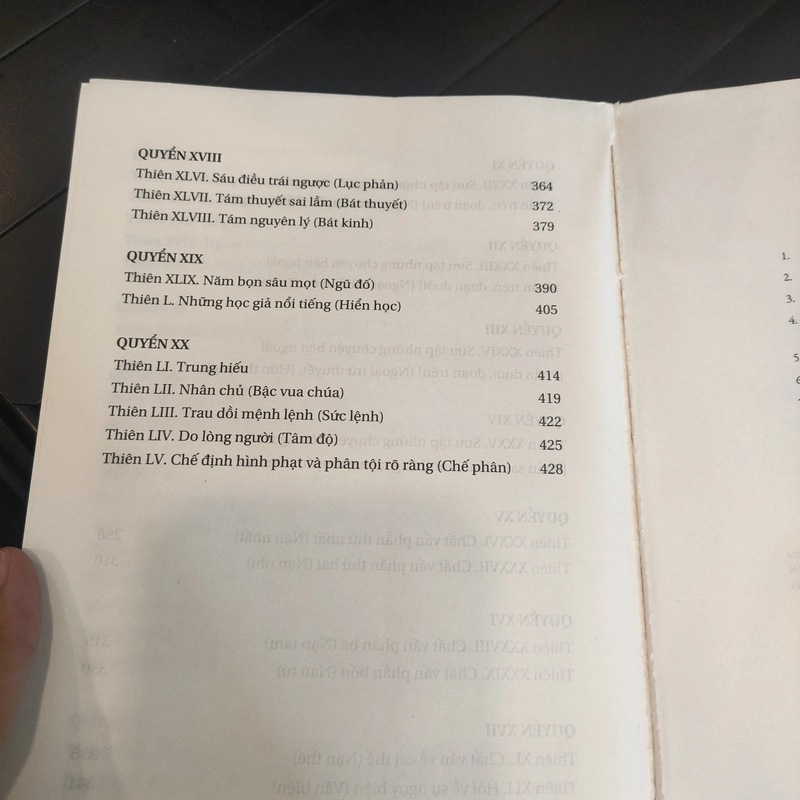 QUYỂN XVIII
Thiên XLVI. Sáu điều trái ngược (Lục phản) 364
Thiên XLVII. Tám thuyết sai lầm (Bát thuyết) 372
Thiên XLVIII. Tám nguyên lý (Bát kinh) 379
QUYỂN XIX
Thiên XLIX. Năm bọn sâu mọt (Ngũ đố) 390
Thiên L. Những học giả nổi tiếng (Hiển học) 405
QUYỂN XX
Thiên LI. Trung hiếu 414
Thiên LII. Nhân chủ (Bậc vua chúa) 419
Thiên LIII. Trau dồi mệnh lệnh (Sức lệnh) 422
Thiên LIV. Do lòng người (Tâm độ) 425
Thiên LV. Chế định hình phạt và phân tội rõ ràng (Chế phân) 428
1.
2.
3.
4.
5
6